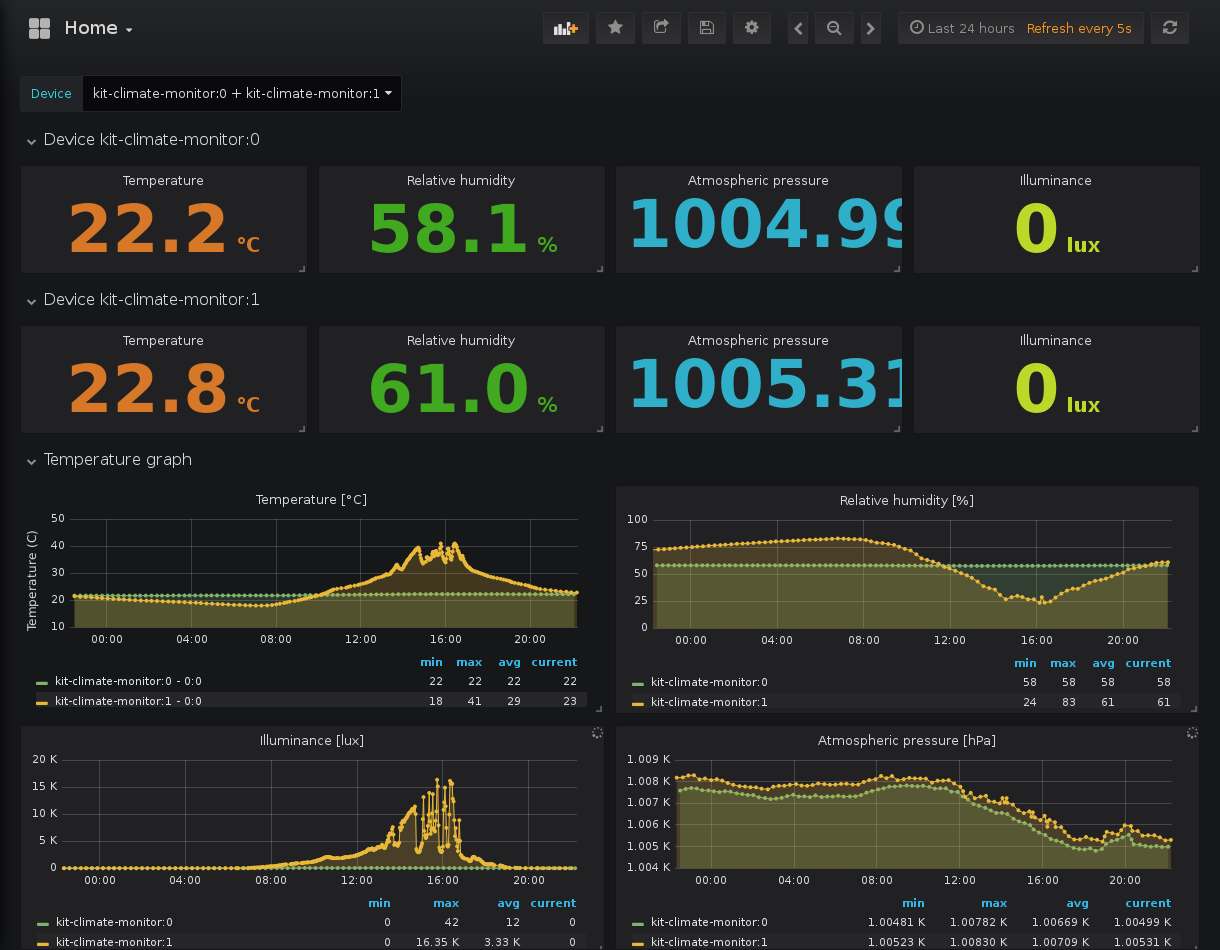 Home
Last 24 hours Refresh every 5s
Device kit-climate-monitor:0 + kit-climate-monitor:1
Device kit-climate-monitor:0
Temperature Relative humidity Atmospheric pressure Illuminance
22.2 °C 58.1 % 1004.99 0 lux
Device kit-climate-monitor:1
Temperature Relative humidity Atmospheric pressure Illuminance
22.8 °C 61.0 % 1005.31 0 lux
Temperature graph
Temperature [°C]
Temperature (C)
50
40
30
20
10
00:00 04:00 08:00 12:00 16:00 20:00
min max avg current
kit-climate-monitor:0 - 0:0 22 22 22 22
kit-climate-monitor:1 - 0:0 18 41 29 23
Relative humidity [%]
100
75
50
25
0
00:00 04:00 08:00 12:00 16:00 20:00
min max avg current
kit-climate-monitor:0 58 58 58 58
kit-climate-monitor:1 24 83 61 61
Illuminance [lux]
20 K
15 K
10 K
5 K
0
00:00 04:00 08:00 12:00 16:00 20:00
min max avg current
kit-climate-monitor:0 0 42 12 0
kit-climate-monitor:1 0 16.35 K 3.33 K 0
Atmospheric pressure [hPa]
1.009 K
1.008 K
1.007 K
1.006 K
1.005 K
1.004 K
00:00 04:00 08:00 12:00 16:00 20:00
min max avg current
kit-climate-monitor:0 1.00481 K 1.00782 K 1.00669 K 1.00499 K
kit-climate-monitor:1 1.00523 K 1.00830 K 1.00709 K 1.00531 K